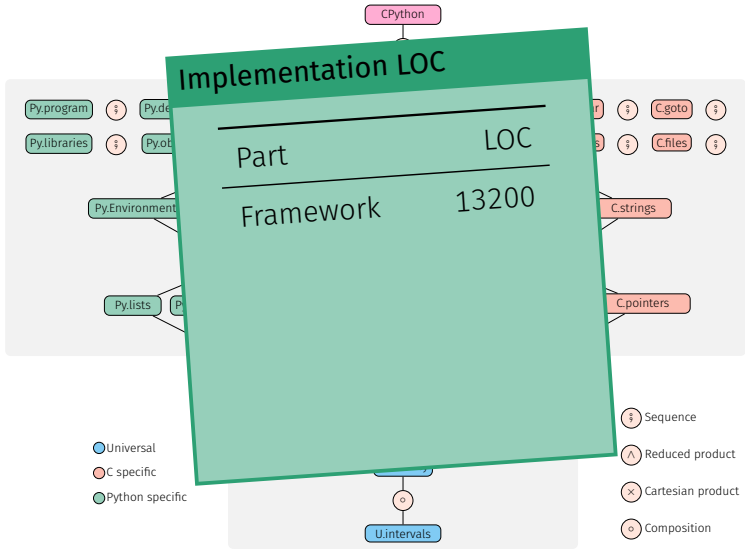 CPython
Implementation LOC
Part LOC
Framework 13200
Py.program
C.goto
Py.libraries
C.files
Py.Environment
C.strings
Py.lists
C.pointers
Universal
C specific
Python specific
Sequence
Reduced product
Cartesian product
Composition
U.intervals